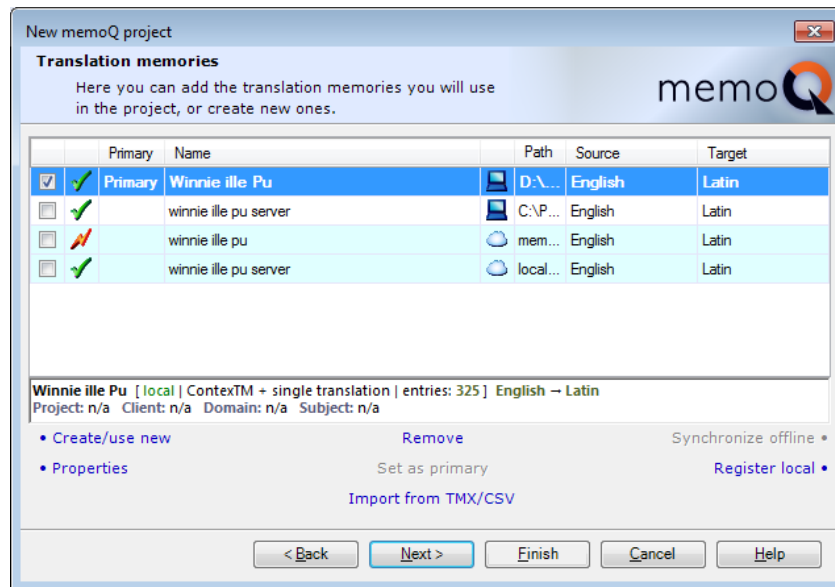 New memoQ project
Translation memories
Here you can add the translation memories you will use
in the project, or create new ones.
memoQ
Primary Name Path Source Target
Primary Winnie ille Pu D:\... English Latin
winnie ille pu server C:\P... English Latin
winnie ille pu mem... English Latin
winnie ille pu server local... English Latin
Winnie ille Pu [ local | ContexTM + single translation | entries: 325 ] English → Latin
Project: n/a Client: n/a Domain: n/a Subject: n/a
• Create/use new Remove Synchronize offline •
• Properties Set as primary Register local •
Import from TMX/CSV
< Back Next > Finish Cancel Help